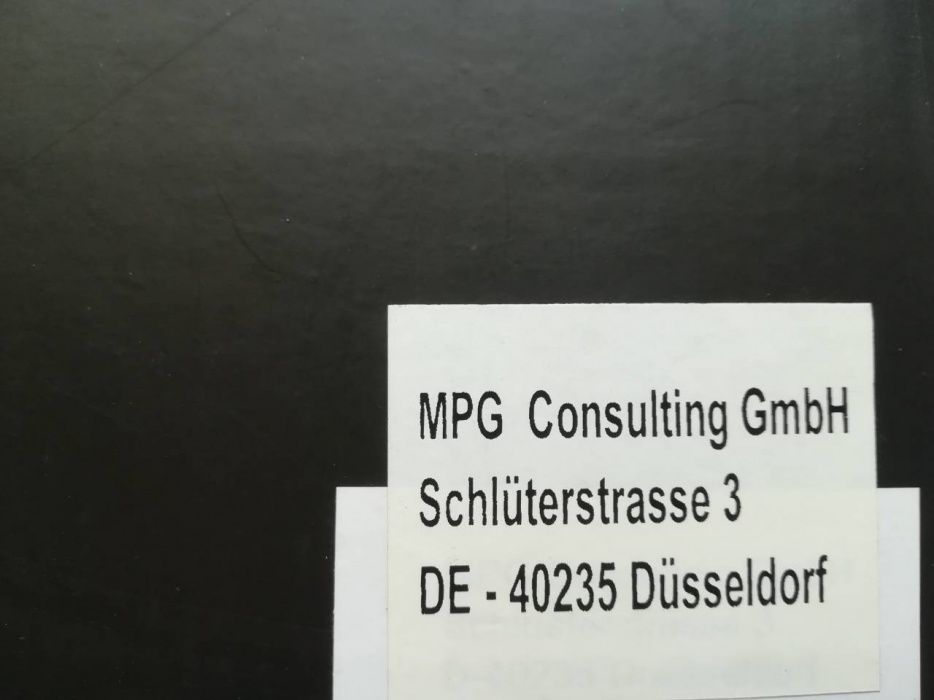 MPG Consulting GmbH
Schlüterstrasse 3
DE - 40235 Düsseldorf